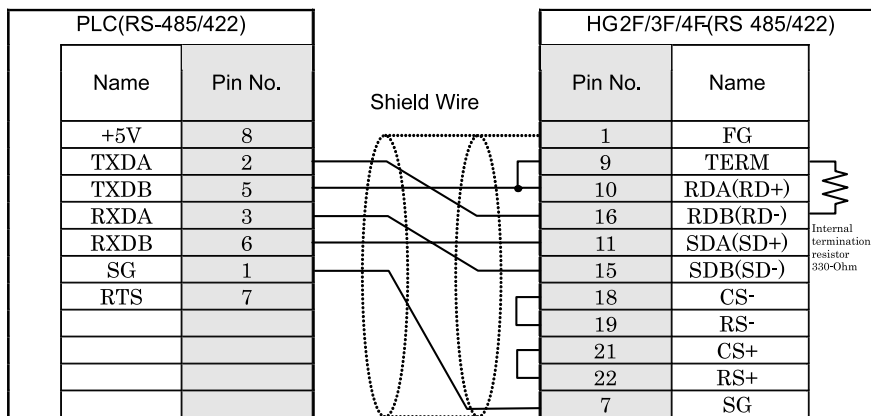 PLC(RS-485/422)
HG2F/3F/4F-(RS 485/422)
Name Pin No.
Shield Wire
Pin No. Name
+5V 8
1 FG
TXDA 2
9 TERM
TXDB 5
10 RDA(RD+)
RXDA 3
16 RDB(RD-)
RXDB 6
11 SDA(SD+)
SG 1
15 SDB(SD-)
RTS 7
18 CS-
19 RS-
21 CS+
22 RS+
7 SG
Internal
termination
resistor
330-Ohm